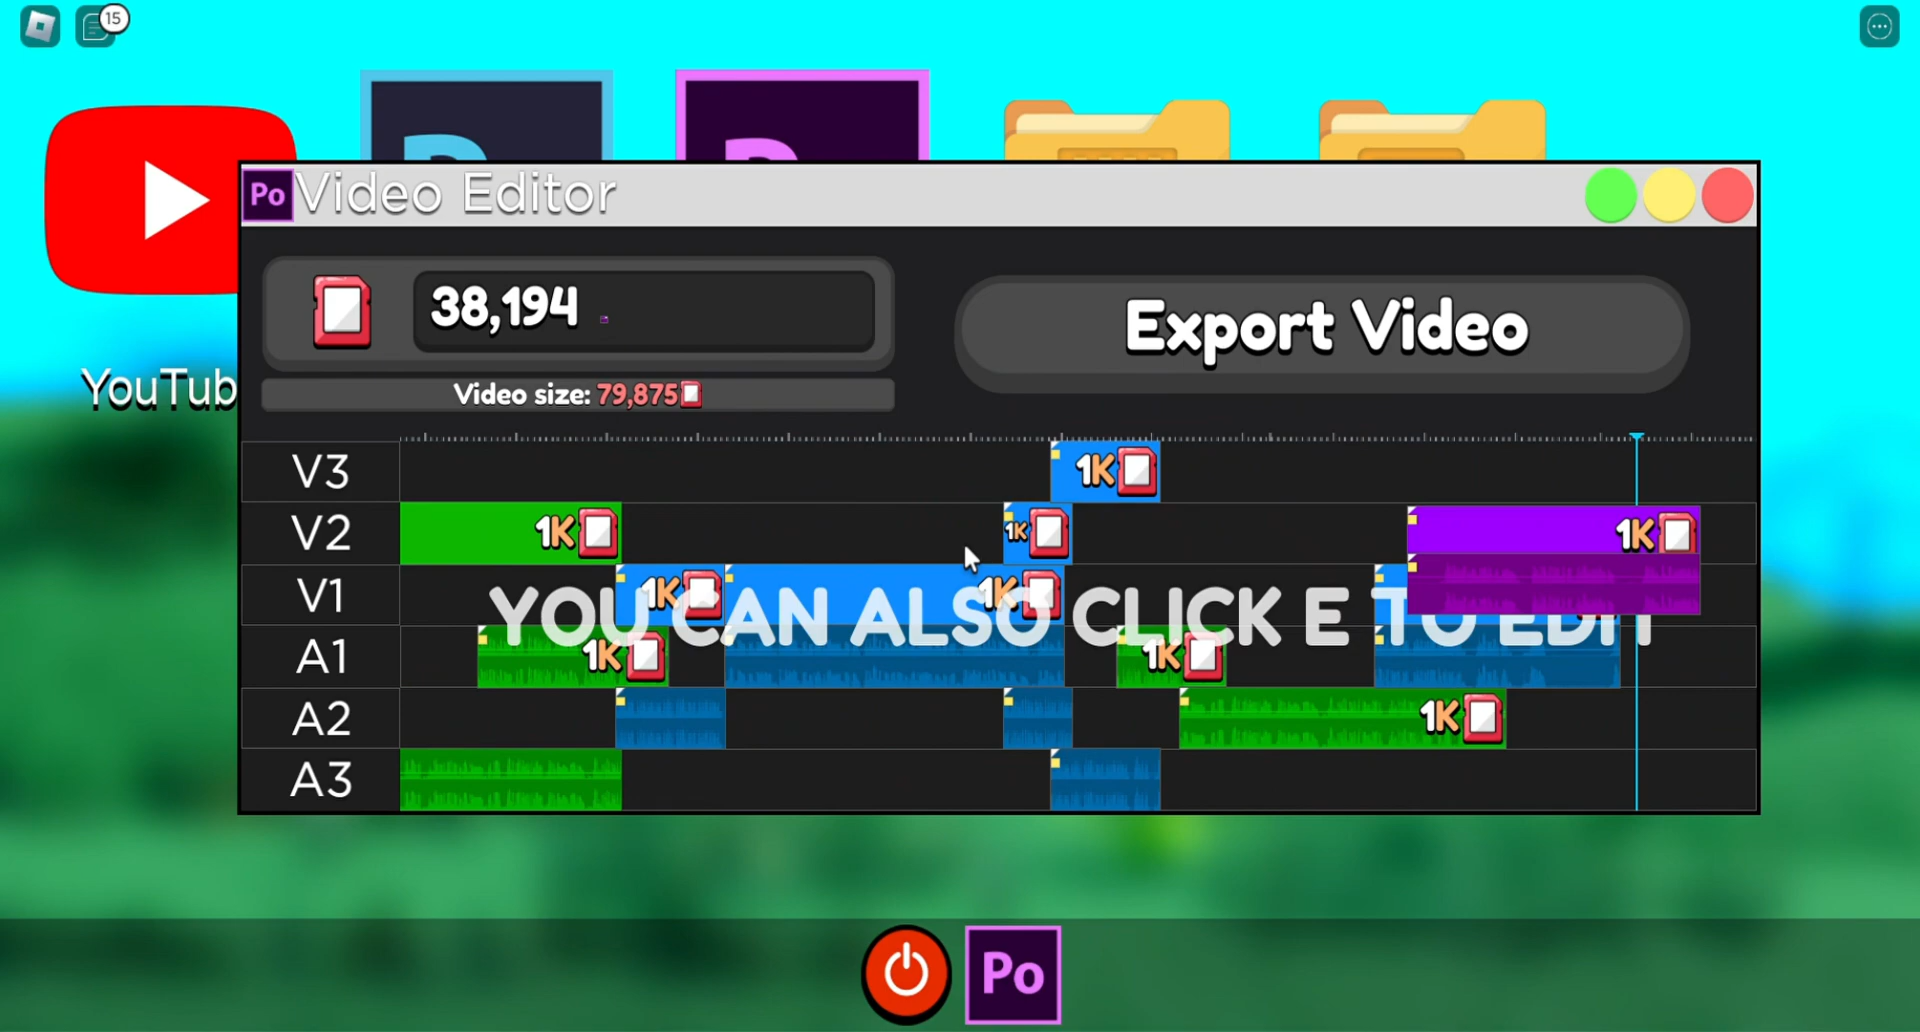 15
Po Video Editor
38,194
Export Video
YouTub
Video size: 79,875
V3
1K
V2
1K
1K
1K
V1
1K
1K
YOU CAN ALSO CLICK E TO EDIT
A1
1K
1K
A2
1K
A3
Po